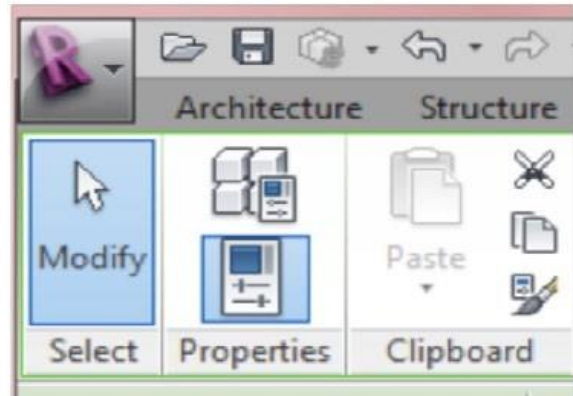 Architecture Structure
Modify
Paste
Select Properties Clipboard